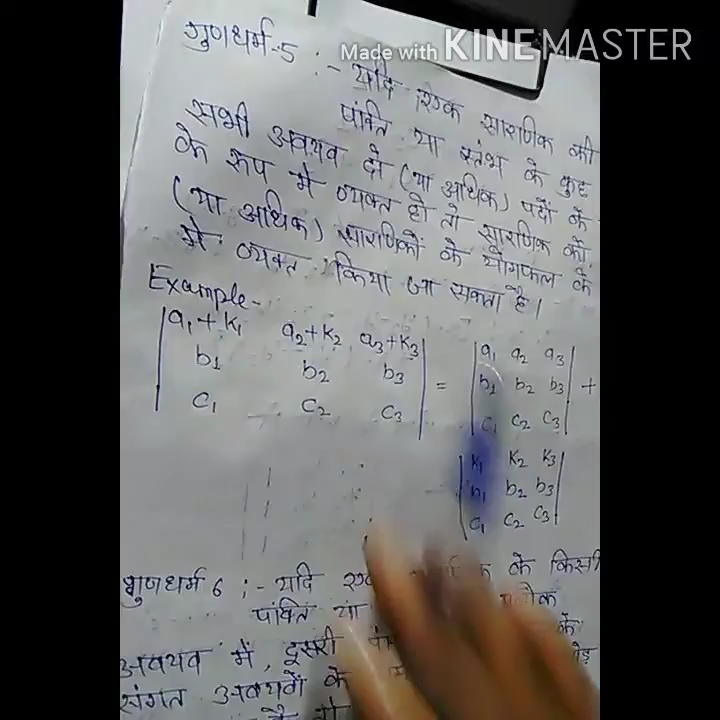 Made with KINEMASTER
गुणधर्म-5 :- यदि एक सारणिक की
पंक्ति या स्तंभ के कुछ
सभी अवयव दो (या अधिक) पदों के
के रूप में व्यक्त हो तो सारणिक को
(या अधिक) सारणिकों के योगफल के
में व्यक्त किया जा सकता है।
Example-
|a₁+K₁ a₂+K₂ a₃+K₃| = |a₁ a₂ a₃| +
|b₁ b₂ b₃| |b₁ b₂ b₃|
|c₁ c₂ c₃| |c₁ c₂ c₃|
|K₁ K₂ K₃|
|b₁ b₂ b₃|
|c₁ c₂ c₃|
गुणधर्म 6 :- यदि एक के किसी
पंक्ति या
अवयव में, दूसरी के
संगत अवयवों के